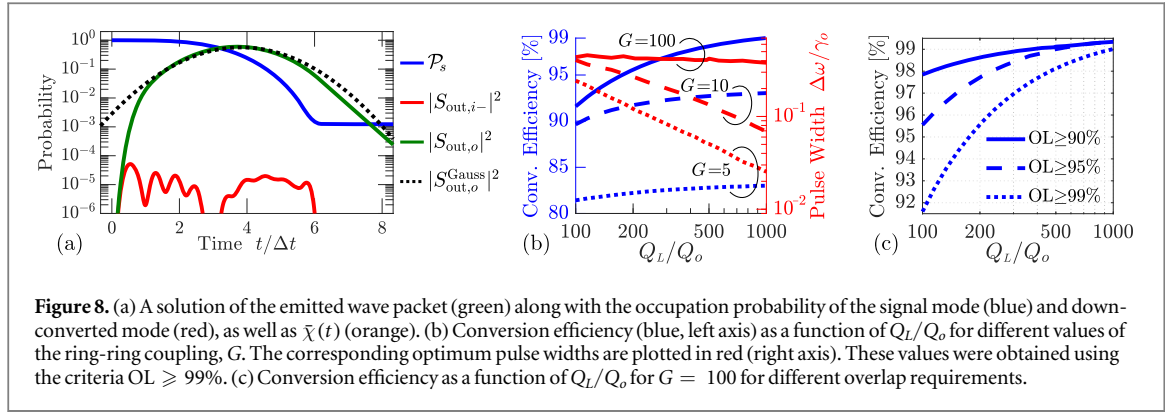 10^0
10^-1
10^-2
10^-3
10^-4
10^-5
10^-6
Probability
0 2 4 6 8
Time t/Δt
(a)
𝒫_s
|S_out,i−|^2
|S_out,o|^2
|S_out,o^Gauss|^2
99
95
90
85
80
Conv. Efficiency [%]
G=100
G=10
G=5
10^-1
10^-2
Pulse Width Δω/γ_o
100 200 500 1000
Q_L/Q_o
(b)
99
98
97
96
95
94
93
92
Conv. Efficiency [%]
OL≥90%
OL≥95%
OL≥99%
100 200 500 1000
Q_L/Q_o
(c)
Figure 8. (a) A solution of the emitted wave packet (green) along with the occupation probability of the signal mode (blue) and down-
converted mode (red), as well as χ̄(t) (orange). (b) Conversion efficiency (blue, left axis) as a function of Q_L/Q_o for different values of
the ring-ring coupling, G. The corresponding optimum pulse widths are plotted in red (right axis). These values were obtained using
the criteria OL ⩾ 99%. (c) Conversion efficiency as a function of Q_L/Q_o for G = 100 for different overlap requirements.